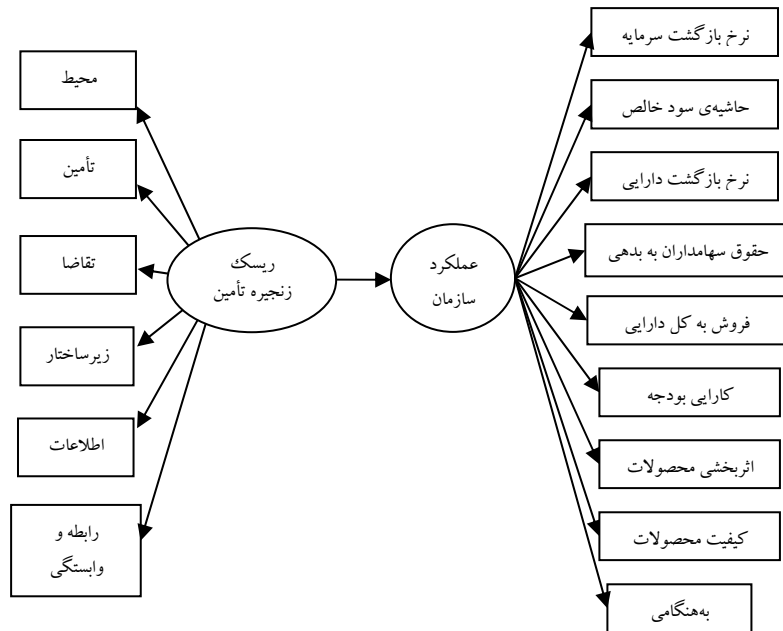 نرخ بازگشت سرمایه
حاشیه‌ی سود خالص
نرخ بازگشت دارایی
حقوق سهامداران به بدهی
فروش به کل دارایی
کارایی بودجه
اثربخشی محصولات
کیفیت محصولات
به‌هنگامی
عملکرد
سازمان
ریسک
زنجیره تأمین
محیط
تأمین
تقاضا
زیرساختار
اطلاعات
رابطه و
وابستگی